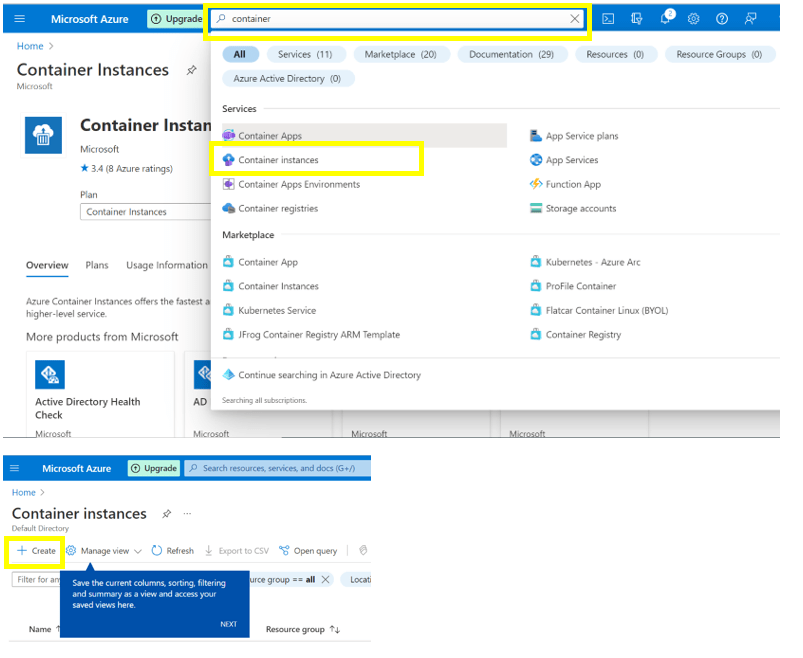 Microsoft Azure Upgrade container 2
All Services (11) Marketplace (20) Documentation (29) Resources (0) Resource Groups (0)
Azure Active Directory (0)
Home >
Container Instances
Microsoft
Container Instan
Microsoft
3.4 (8 Azure ratings)
Plan
Container Instances
Overview Plans Usage Information
Azure Container Instances offers the fastest a
higher-level service.
More products from Microsoft
Active Directory Health
Check
Microsoft
AD
Microsoft
Microsoft
Microsoft
Services
Container Apps
Container instances
Container Apps Environments
Container registries
App Service plans
App Services
Function App
Storage accounts
Marketplace
Container App
Container Instances
Kubernetes Service
JFrog Container Registry ARM Template
Kubernetes - Azure Arc
ProFile Container
Flatcar Container Linux (BYOL)
Container Registry
Continue searching in Azure Active Directory
Searching all subscriptions.
Microsoft Azure Upgrade Search resources, services, and docs (G+/)
Home >
Container instances ...
Default Directory
+ Create Manage view Refresh Export to CSV Open query
Filter for an urce group == all X Locati
Save the current columns, sorting, filtering
and summary as a view and access your
saved views here.
NEXT
Name ↑ Resource group ↑↓